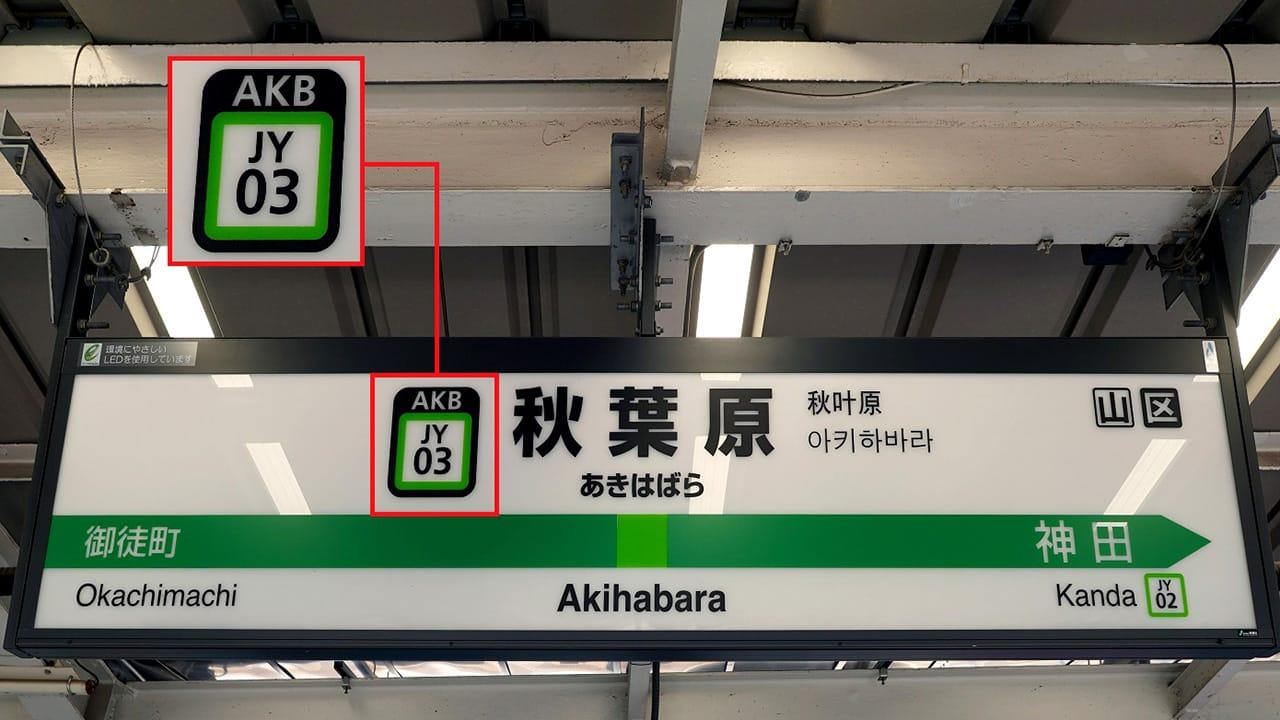 AKB
JY
03
環境にやさしい
LEDを使用しています
AKB
JY
03
秋葉原
あきはばら
秋叶原
아키하바라
山区
御徒町
神田
Okachimachi
Akihabara
Kanda
JY
02